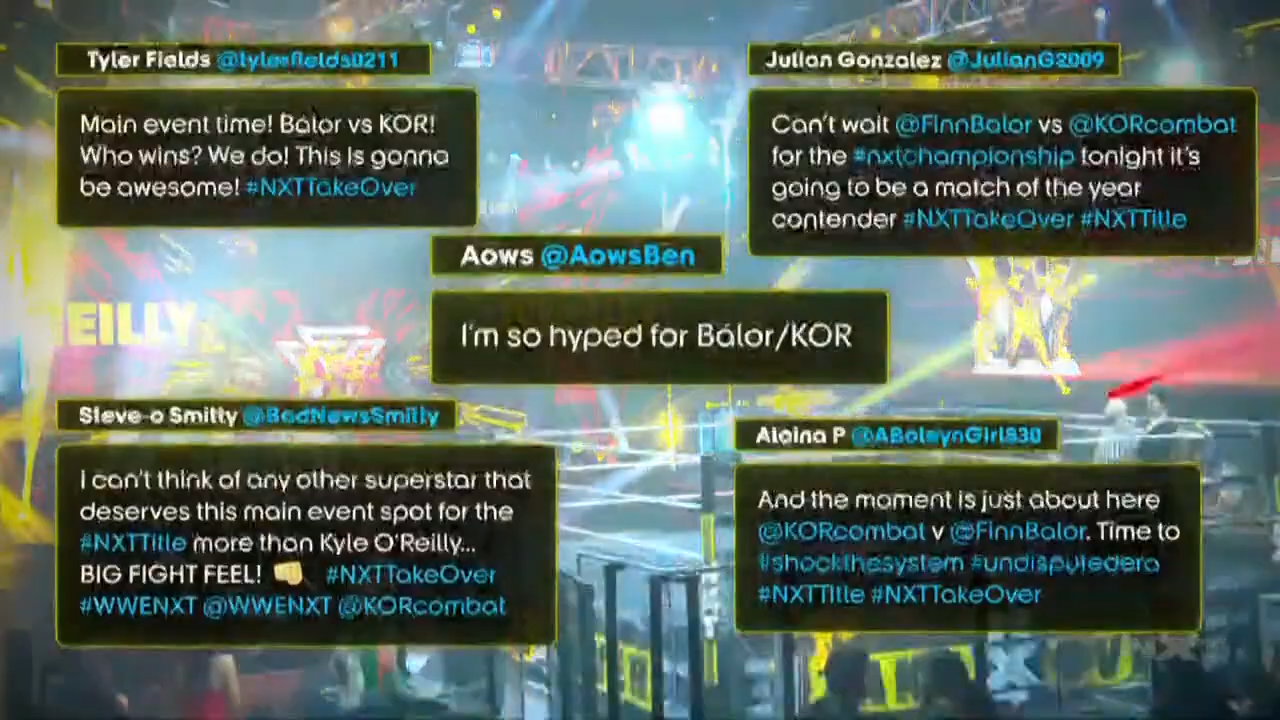 Tyler Fields @tylerfields0211
Main event time! Bálor vs KOR!
Who wins? We do! This is gonna
be awesome! #NXTTakeOver
Julian Gonzalez @JulianG2009
Can't wait @FinnBalor vs @KORcombat
for the #nxtchampionship tonight it's
going to be a match of the year
contender #NXTTakeOver #NXTTitle
Aows @AowsBen
I'm so hyped for Bálor/KOR
EILLY
Steve-o Smitty @BadNewsSmitty
I can't think of any other superstar that
deserves this main event spot for the
#NXTTitle more than Kyle O'Reilly...
BIG FIGHT FEEL! 👊 #NXTTakeOver
#WWENXT @WWENXT @KORcombat
Alaina P @ABoleynGirl830
And the moment is just about here
@KORcombat v @FinnBalor. Time to
#shockthesystem #undisputedera
#NXTTitle #NXTTakeOver